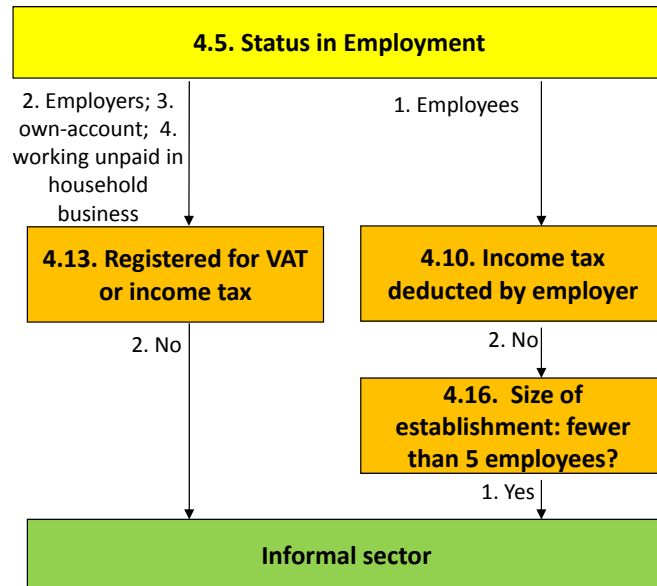 4.5. Status in Employment
2. Employers; 3.
own-account; 4.
working unpaid in
household
business
1. Employees
4.13. Registered for VAT
or income tax
4.10. Income tax
deducted by employer
2. No
2. No
4.16. Size of
establishment: fewer
than 5 employees?
1. Yes
Informal sector